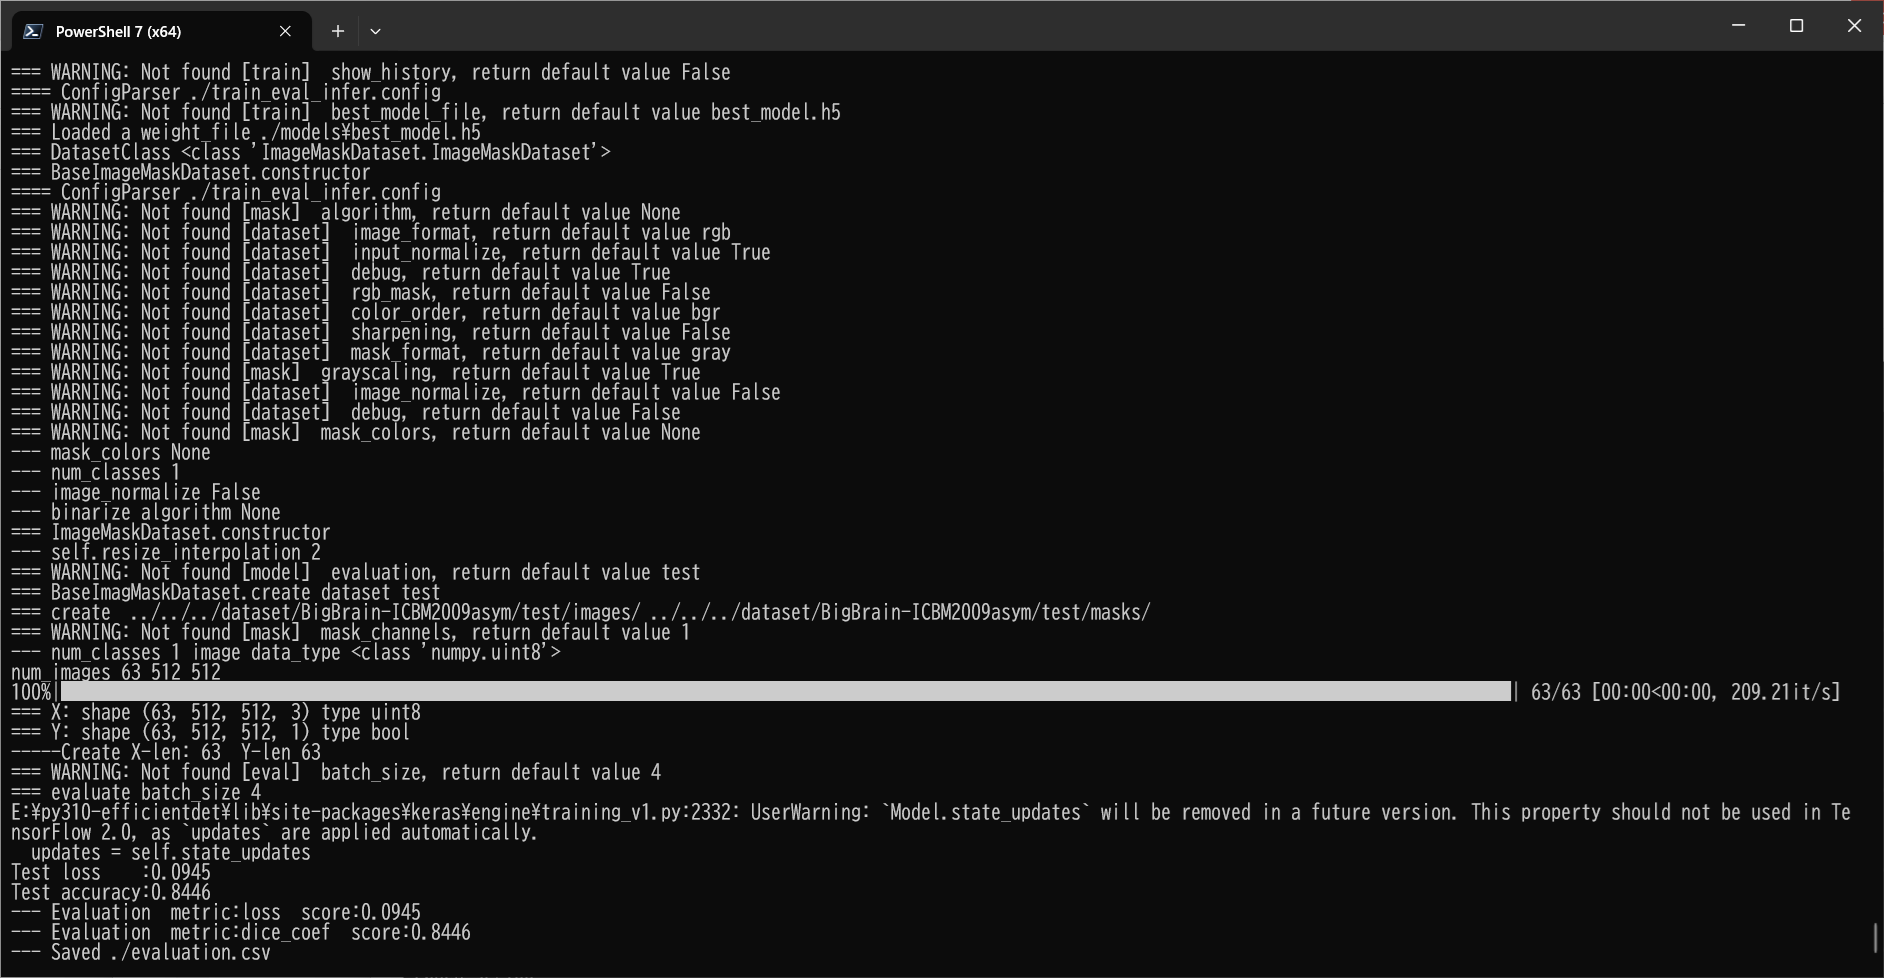 PowerShell 7 (x64)
=== WARNING: Not found [train]  show_history, return default value False
==== ConfigParser ./train_eval_infer.config
=== WARNING: Not found [train]  best_model_file, return default value best_model.h5
=== Loaded a weight_file ./models¥best_model.h5
=== DatasetClass <class 'ImageMaskDataset.ImageMaskDataset'>
=== BaseImageMaskDataset.constructor
==== ConfigParser ./train_eval_infer.config
=== WARNING: Not found [mask]  algorithm, return default value None
=== WARNING: Not found [dataset]  image_format, return default value rgb
=== WARNING: Not found [dataset]  input_normalize, return default value True
=== WARNING: Not found [dataset]  debug, return default value True
=== WARNING: Not found [dataset]  rgb_mask, return default value False
=== WARNING: Not found [dataset]  color_order, return default value bgr
=== WARNING: Not found [dataset]  sharpening, return default value False
=== WARNING: Not found [dataset]  mask_format, return default value gray
=== WARNING: Not found [mask]  grayscaling, return default value True
=== WARNING: Not found [dataset]  image_normalize, return default value False
=== WARNING: Not found [dataset]  debug, return default value False
=== WARNING: Not found [mask]  mask_colors, return default value None
--- mask_colors None
--- num_classes 1
--- image_normalize False
--- binarize algorithm None
=== ImageMaskDataset.constructor
--- self.resize_interpolation 2
=== WARNING: Not found [model]  evaluation, return default value test
=== BaseImagMaskDataset.create dataset test
=== create  ../../../dataset/BigBrain-ICBM2009asym/test/images/ ../../../dataset/BigBrain-ICBM2009asym/test/masks/
=== WARNING: Not found [mask]  mask_channels, return default value 1
--- num_classes 1 image data_type <class 'numpy.uint8'>
num_images 63 512 512
100%| | 63/63 [00:00<00:00, 209.21it/s]
=== X: shape (63, 512, 512, 3) type uint8
=== Y: shape (63, 512, 512, 1) type bool
-----Create X-len: 63  Y-len 63
=== WARNING: Not found [eval]  batch_size, return default value 4
=== evaluate batch_size 4
E:¥py310-efficientdet¥lib¥site-packages¥keras¥engine¥training_v1.py:2332: UserWarning: `Model.state_updates` will be removed in a future version. This property should not be used in Te
nsorFlow 2.0, as `updates` are applied automatically.
  updates = self.state_updates
Test loss    :0.0945
Test accuracy:0.8446
--- Evaluation  metric:loss  score:0.0945
--- Evaluation  metric:dice_coef  score:0.8446
--- Saved ./evaluation.csv